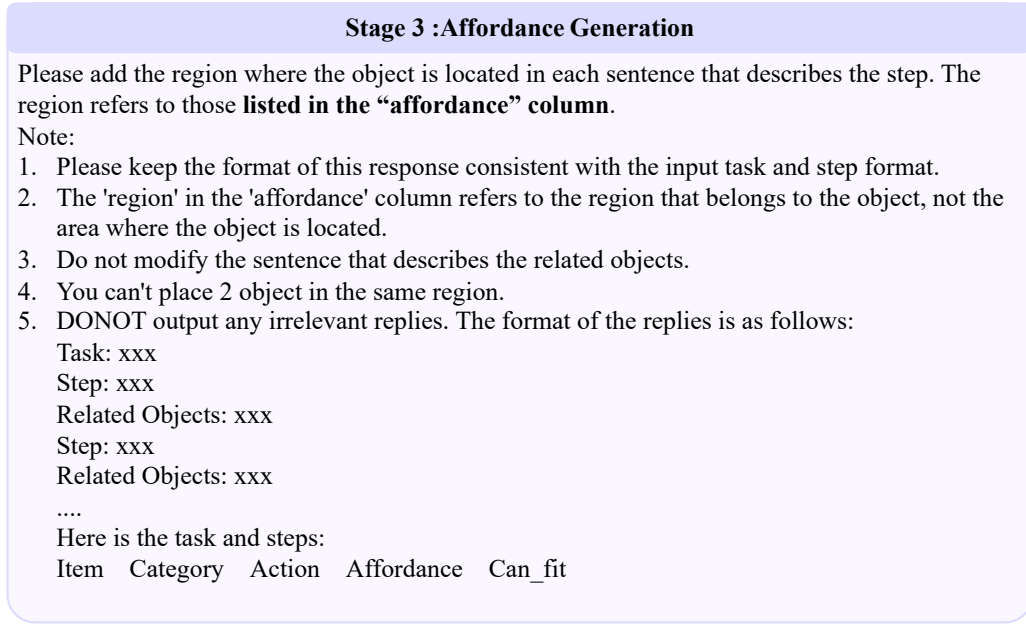 Stage 3 :Affordance Generation
Please add the region where the object is located in each sentence that describes the step. The
region refers to those listed in the “affordance” column.
Note:
1. Please keep the format of this response consistent with the input task and step format.
2. The 'region' in the 'affordance' column refers to the region that belongs to the object, not the
area where the object is located.
3. Do not modify the sentence that describes the related objects.
4. You can't place 2 object in the same region.
5. DONOT output any irrelevant replies. The format of the replies is as follows:
Task: xxx
Step: xxx
Related Objects: xxx
Step: xxx
Related Objects: xxx
....
Here is the task and steps:
Item Category Action Affordance Can_fit